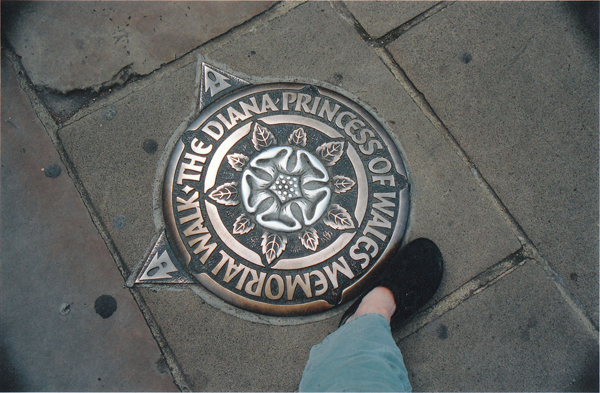 THE DIANA PRINCESS OF WALES MEMORIAL WALK